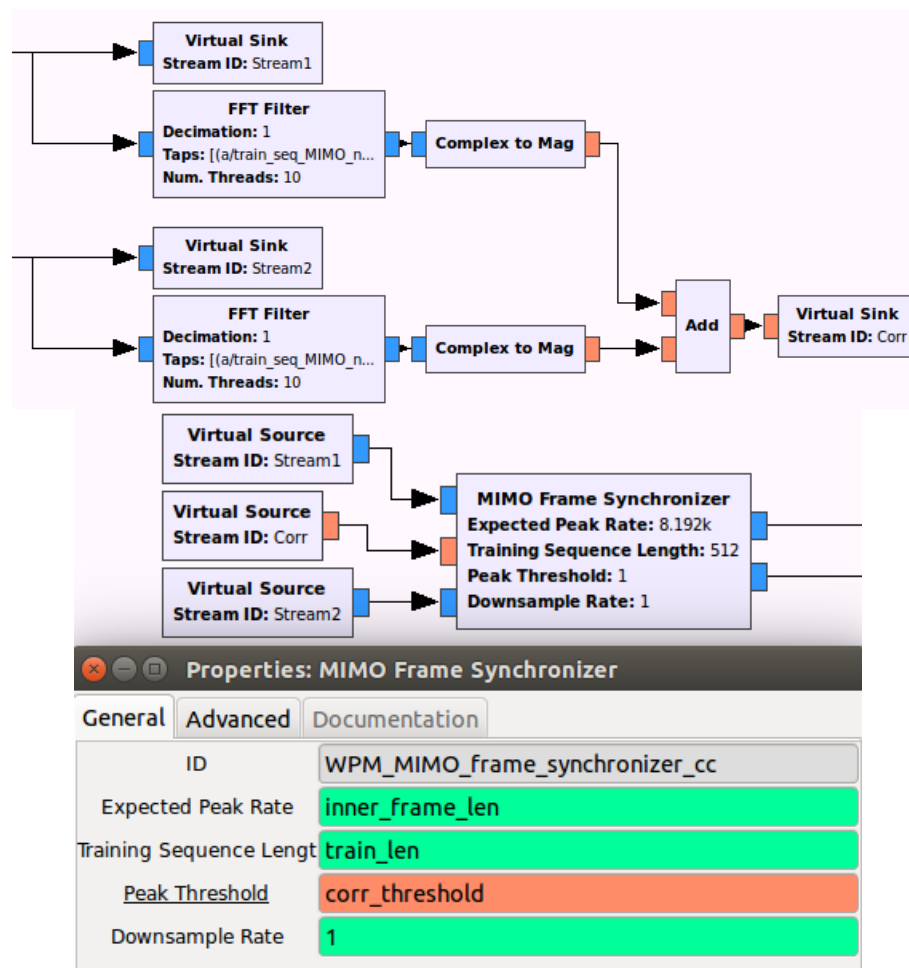 Virtual Sink
Stream ID: Stream1
FFT Filter
Decimation: 1
Taps: [(a/train_seq_MIMO_n...
Num. Threads: 10
Complex to Mag
Virtual Sink
Stream ID: Stream2
FFT Filter
Decimation: 1
Taps: [(a/train_seq_MIMO_n...
Num. Threads: 10
Complex to Mag
Add
Virtual Sink
Stream ID: Corr
Virtual Source
Stream ID: Stream1
Virtual Source
Stream ID: Corr
Virtual Source
Stream ID: Stream2
MIMO Frame Synchronizer
Expected Peak Rate: 8.192k
Training Sequence Length: 512
Peak Threshold: 1
Downsample Rate: 1
Properties: MIMO Frame Synchronizer
General Advanced Documentation
ID WPM_MIMO_frame_synchronizer_cc
Expected Peak Rate inner_frame_len
Training Sequence Lengt train_len
Peak Threshold corr_threshold
Downsample Rate 1